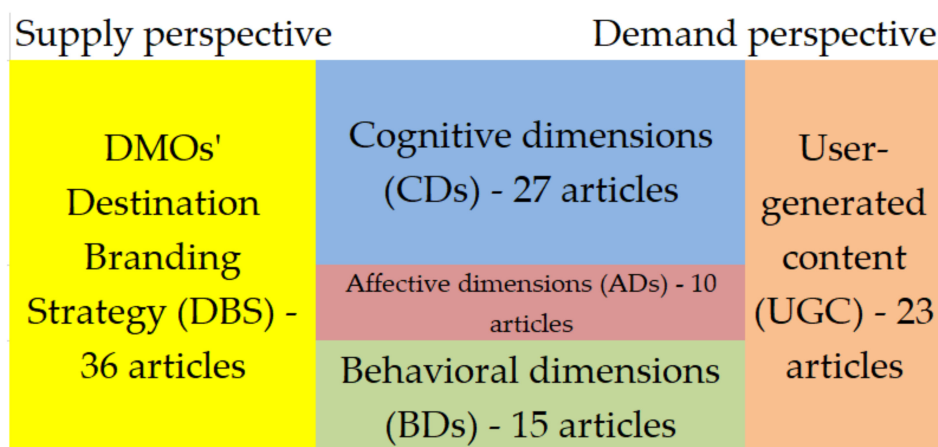 Supply perspective
Demand perspective
DMOs'
Destination
Branding
Strategy (DBS) -
36 articles
Cognitive dimensions
(CDs) - 27 articles
Affective dimensions (ADs) - 10
articles
Behavioral dimensions
(BDs) - 15 articles
User-
generated
content
(UGC) - 23
articles